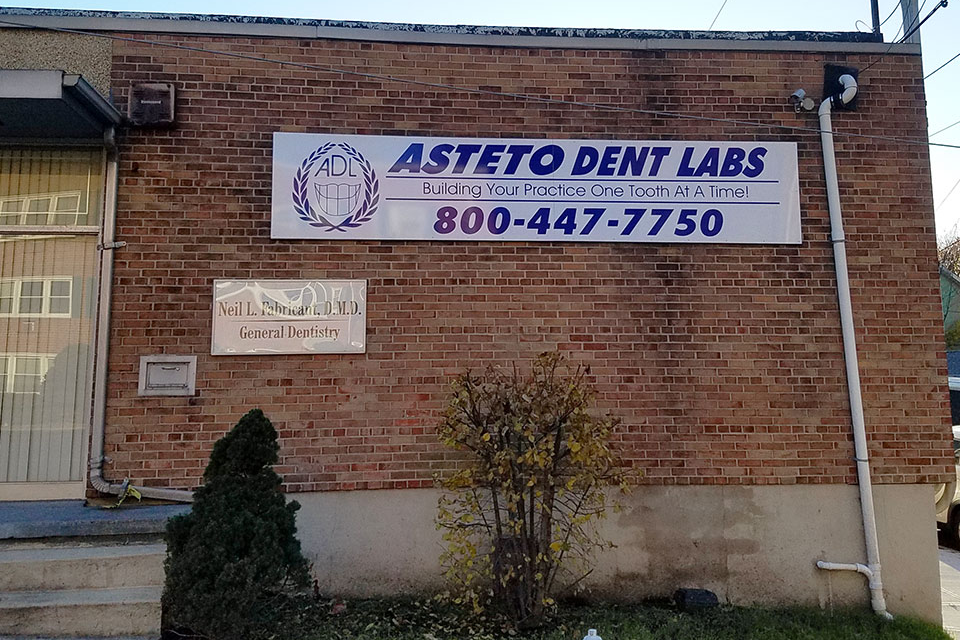 ADL
ASTETO DENT LABS
Building Your Practice One Tooth At A Time!
800-447-7750
Neil L. Fabricant, D.M.D.
General Dentistry